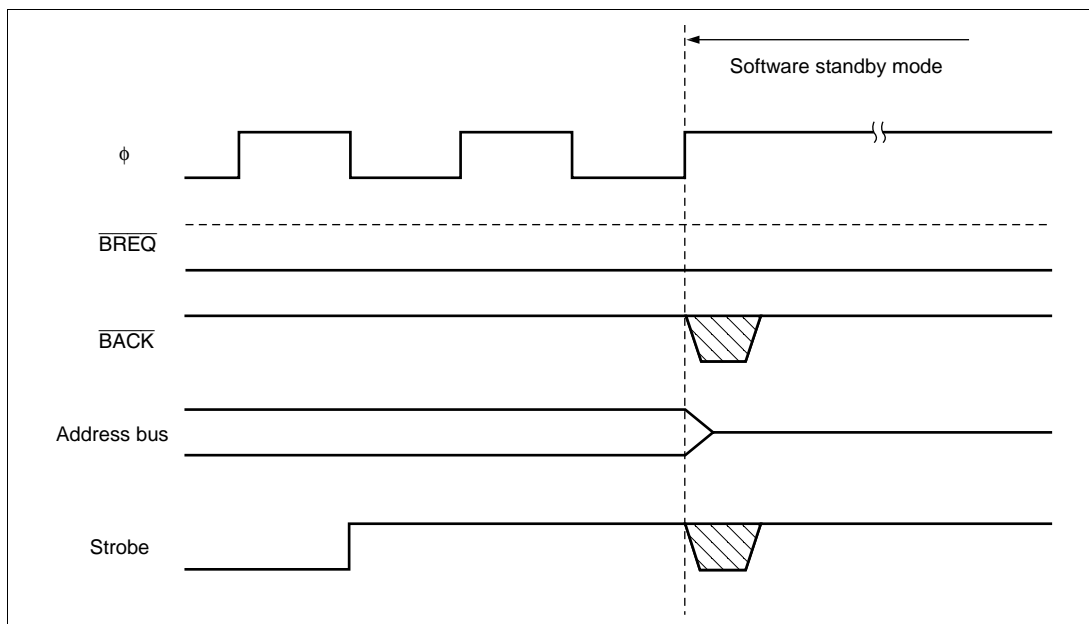 Software standby mode
φ
BREQ
BACK
Address bus
Strobe